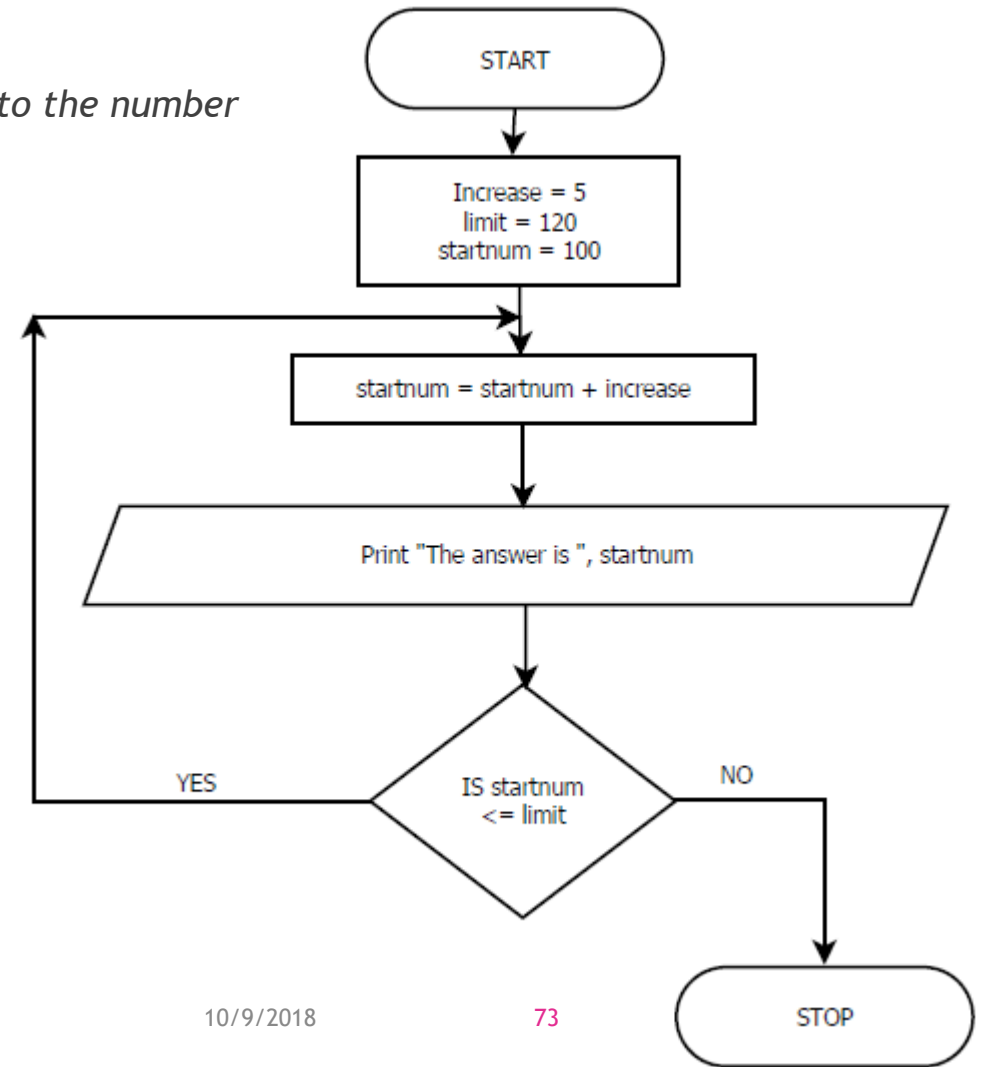 START
to the number
Increase = 5
limit = 120
startnum = 100
startnum = startnum + increase
Print "The answer is ", startnum
IS startnum
<= limit
YES
NO
STOP
10/9/2018
73